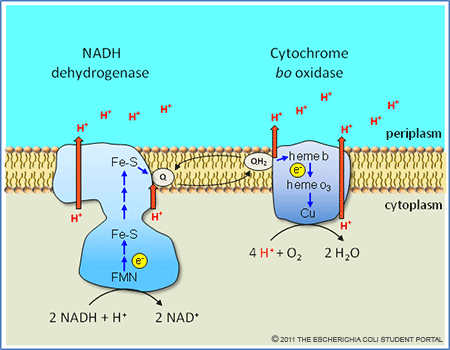 NADH
dehydrogenase
Cytochrome
bo oxidase
H⁺ H⁺ H⁺ H⁺
H⁺ H⁺ H⁺ H⁺ H⁺
H⁺
periplasm
Fe-S
Q
QH₂
heme b
e⁻
heme o₃
Cu
cytoplasm
H⁺
H⁺
H⁺
Fe-S
e⁻
FMN
4 H⁺ + O₂
2 H₂O
2 NADH + H⁺
2 NAD⁺
© 2011 THE ESCHERICHIA COLI STUDENT PORTAL